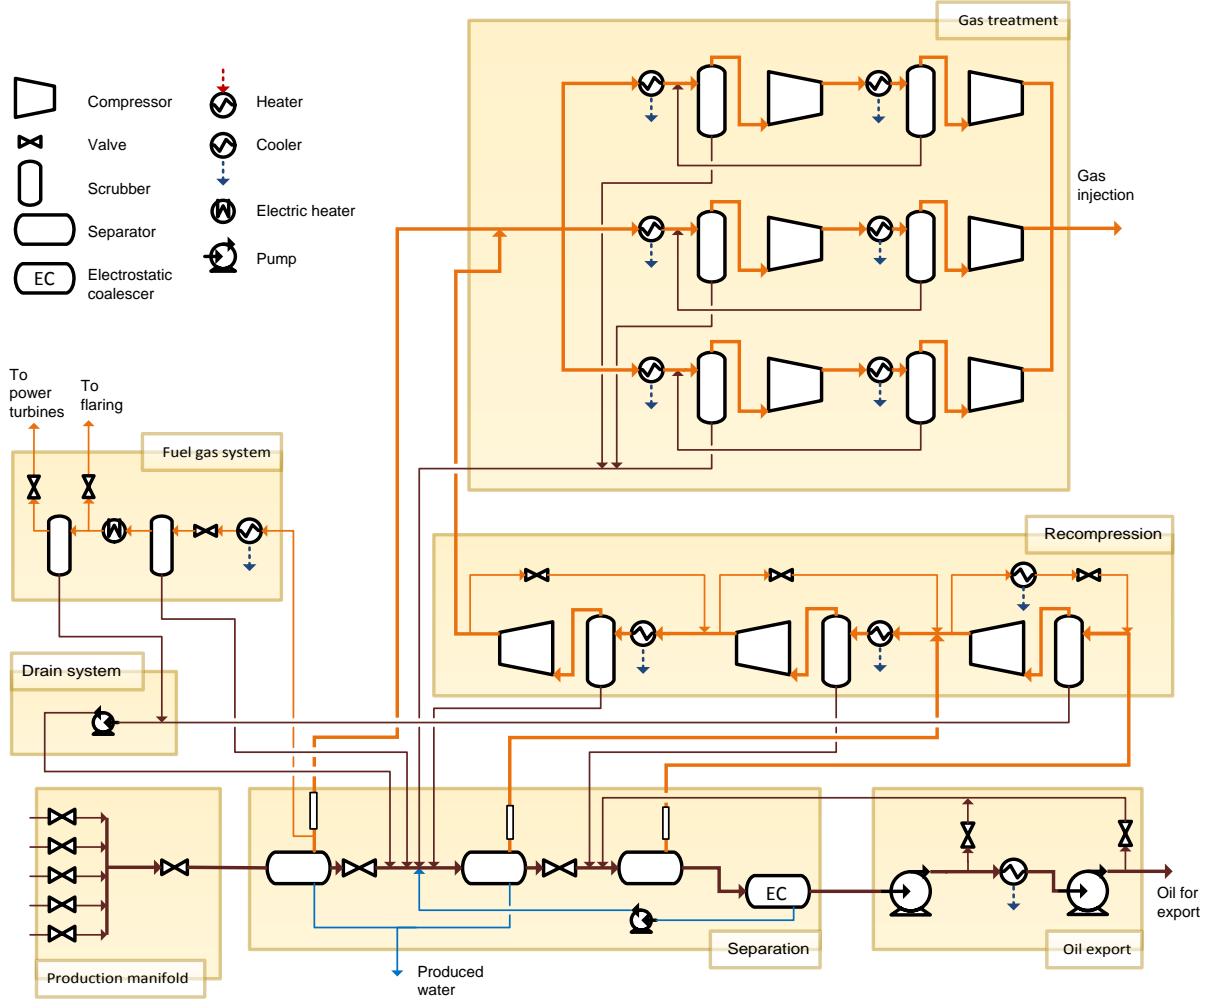 Gas treatment
Compressor
Heater
Valve
Cooler
Scrubber
Electric heater
Separator
Pump
EC
Electrostatic
coalescer
Gas
injection
To
power
turbines
To
flaring
Fuel gas system
Recompression
Drain system
EC
Oil for
export
Separation
Oil export
Production manifold
Produced
water